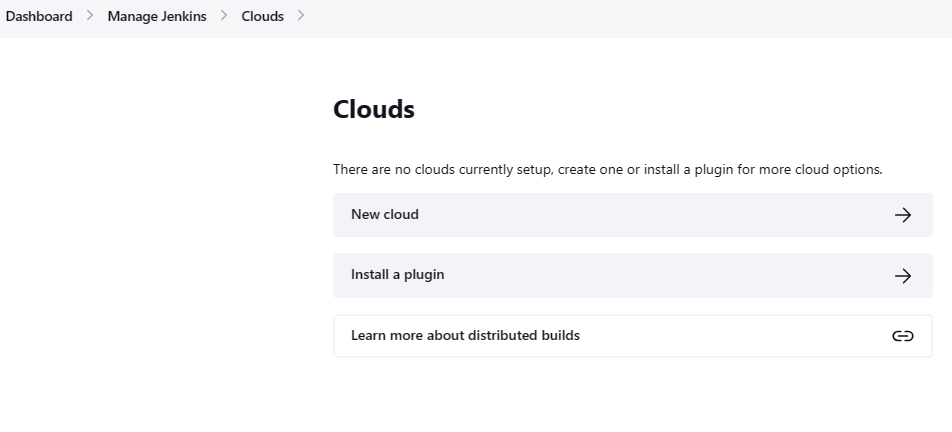 Dashboard > Manage Jenkins > Clouds >
Clouds
There are no clouds currently setup, create one or install a plugin for more cloud options.
New cloud
Install a plugin
Learn more about distributed builds